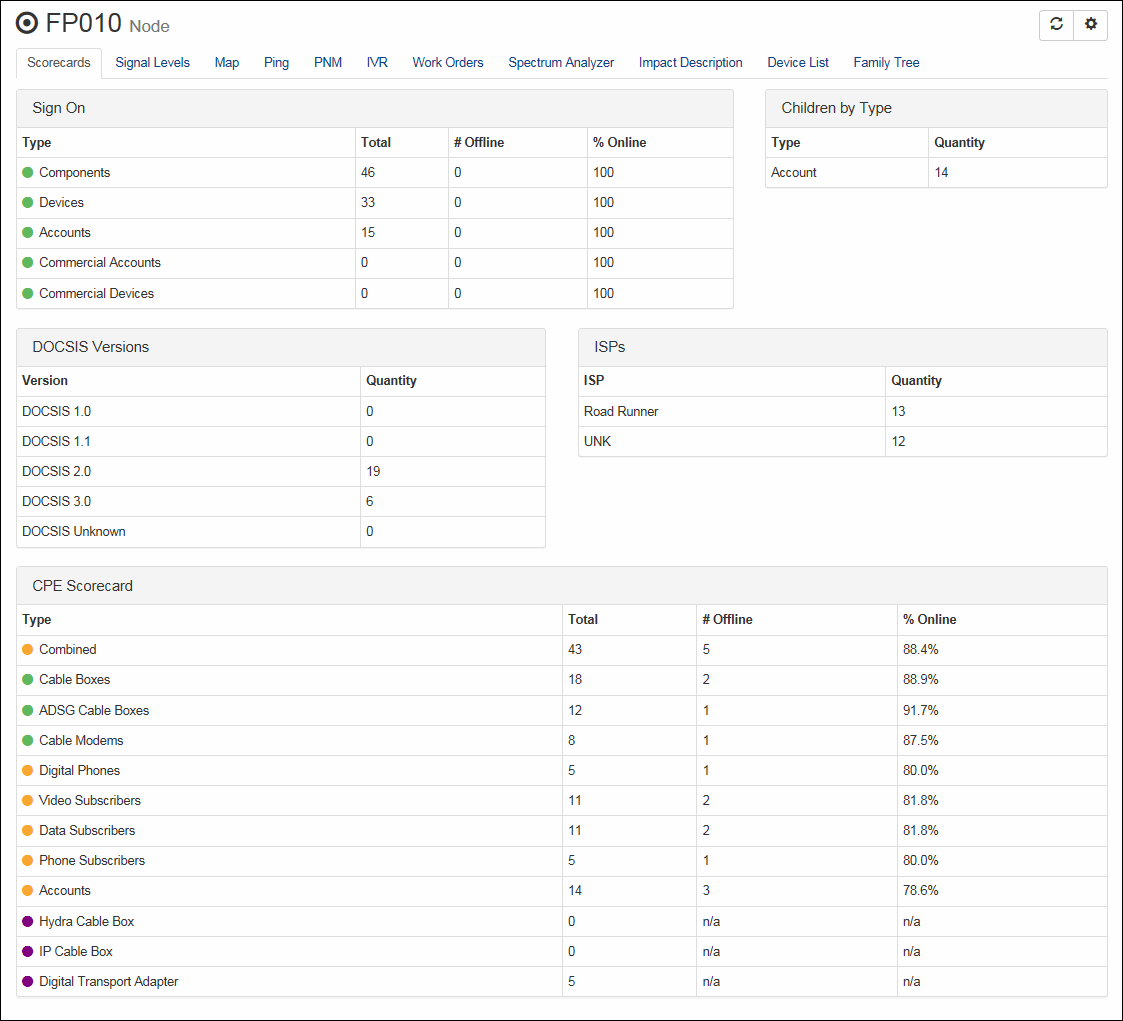 FP010 Node
Scorecards Signal Levels Map Ping PNM IVR Work Orders Spectrum Analyzer Impact Description Device List Family Tree
Sign On
Type Total # Offline % Online
Components 46 0 100
Devices 33 0 100
Accounts 15 0 100
Commercial Accounts 0 0 100
Commercial Devices 0 0 100
Children by Type
Type Quantity
Account 14
DOCSIS Versions
Version Quantity
DOCSIS 1.0 0
DOCSIS 1.1 0
DOCSIS 2.0 19
DOCSIS 3.0 6
DOCSIS Unknown 0
ISPs
ISP Quantity
Road Runner 13
UNK 12
CPE Scorecard
Type Total # Offline % Online
Combined 43 5 88.4%
Cable Boxes 18 2 88.9%
ADSG Cable Boxes 12 1 91.7%
Cable Modems 8 1 87.5%
Digital Phones 5 1 80.0%
Video Subscribers 11 2 81.8%
Data Subscribers 11 2 81.8%
Phone Subscribers 5 1 80.0%
Accounts 14 3 78.6%
Hydra Cable Box 0 n/a n/a
IP Cable Box 0 n/a n/a
Digital Transport Adapter 5 n/a n/a